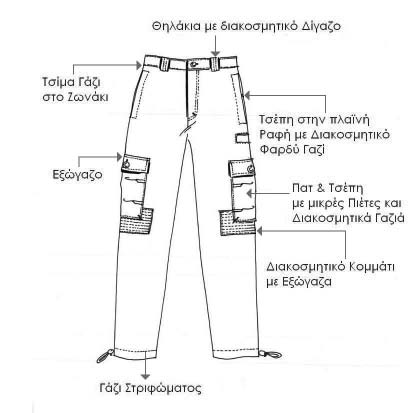 Θηλάκια με διακοσμητικό Δίγαζο
Τσίμα Γάζι
στο Ζωνάκι
Τσέπη στην πλαϊνή
Ραφή με Διακοσμητικό
Φαρδύ Γαζί
Εξώγαζο
Πατ & Τσέπη
με μικρές Πιέτες και
Διακοσμητικά Γαζιά
Διακοσμητικό Κομμάτι
με Εξώγαζα
Γάζι Στριφώματος